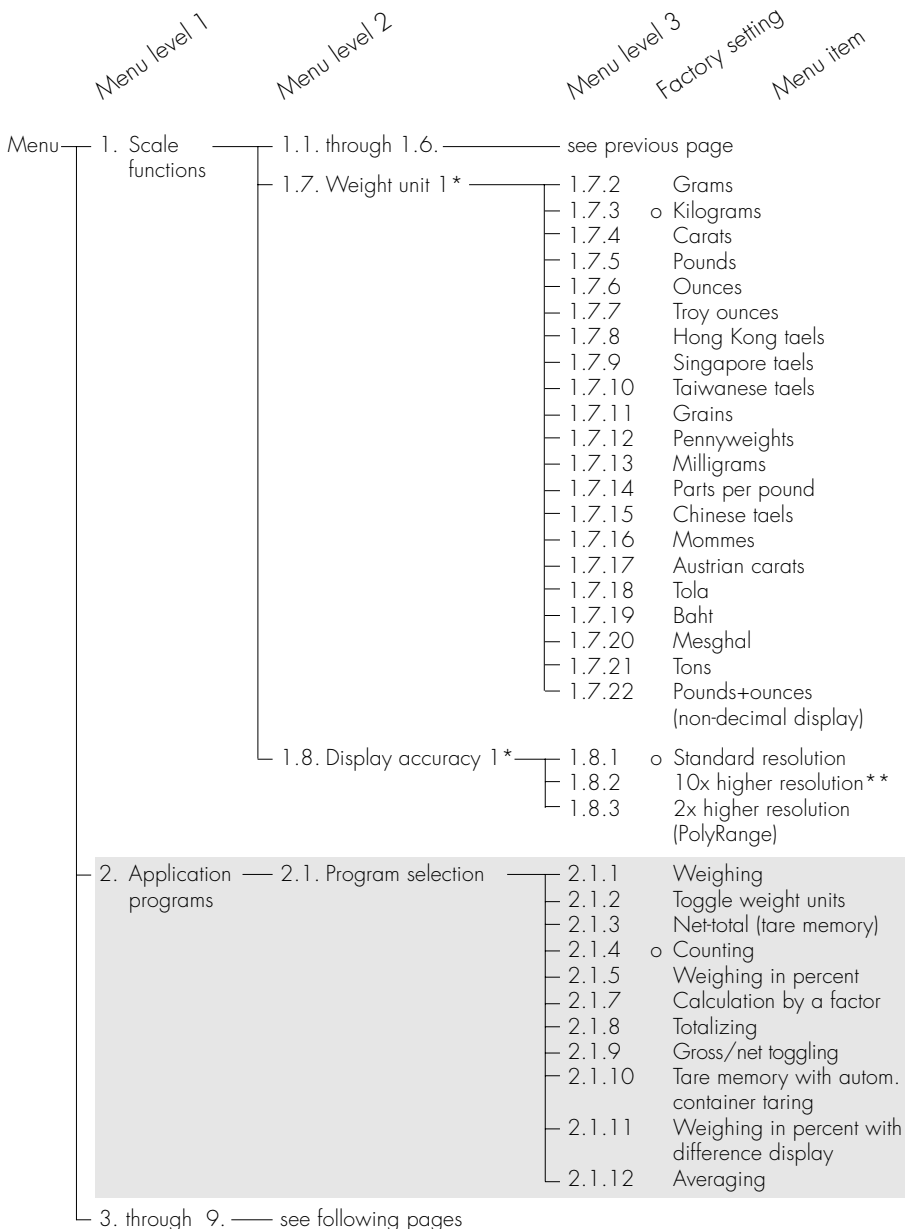 Menu level 1 Menu level 2 Menu level 3 Factory setting Menu item
Menu 1. Scale functions 1.1. through 1.6. see previous page
1.7. Weight unit 1* 1.7.2 Grams
1.7.3 o Kilograms
1.7.4 Carats
1.7.5 Pounds
1.7.6 Ounces
1.7.7 Troy ounces
1.7.8 Hong Kong taels
1.7.9 Singapore taels
1.7.10 Taiwanese taels
1.7.11 Grains
1.7.12 Pennyweights
1.7.13 Milligrams
1.7.14 Parts per pound
1.7.15 Chinese taels
1.7.16 Mommes
1.7.17 Austrian carats
1.7.18 Tola
1.7.19 Baht
1.7.20 Mesghal
1.7.21 Tons
1.7.22 Pounds+ounces
(non-decimal display)
1.8. Display accuracy 1* 1.8.1 o Standard resolution
1.8.2 10x higher resolution**
1.8.3 2x higher resolution
(PolyRange)
2. Application programs 2.1. Program selection 2.1.1 Weighing
2.1.2 Toggle weight units
2.1.3 Net-total (tare memory)
2.1.4 o Counting
2.1.5 Weighing in percent
2.1.7 Calculation by a factor
2.1.8 Totalizing
2.1.9 Gross/net toggling
2.1.10 Tare memory with autom.
container taring
2.1.11 Weighing in percent with
difference display
2.1.12 Averaging
3. through 9. see following pages